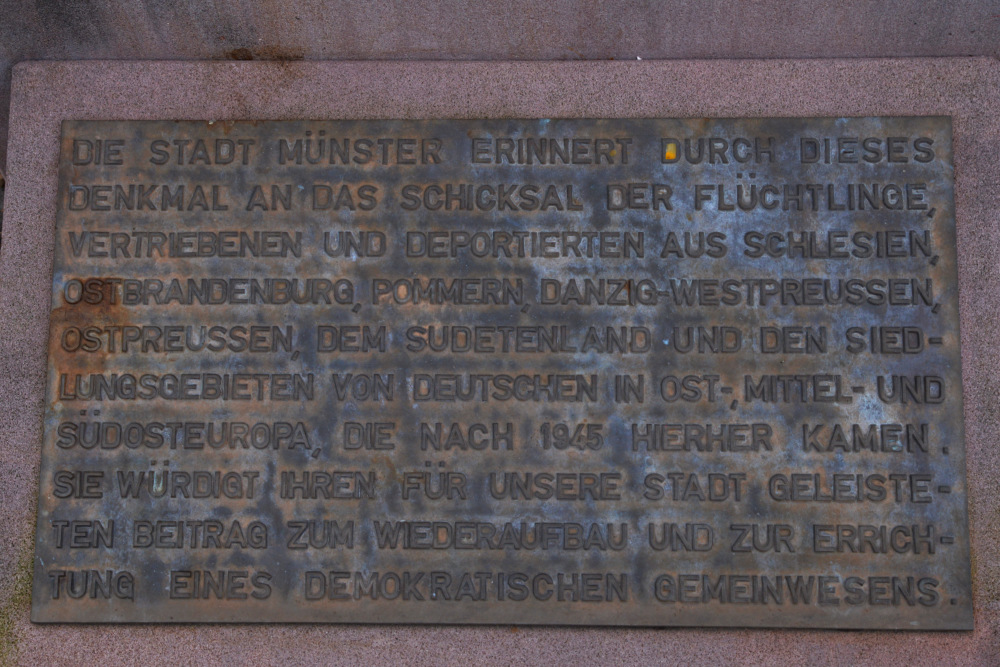 DIE STADT MÜNSTER ERINNERT DURCH DIESES
DENKMAL AN DAS SCHICKSAL DER FLÜCHTLINGE,
VERTRIEBENEN UND DEPORTIERTEN AUS SCHLESIEN,
OSTBRANDENBURG, POMMERN, DANZIG-WESTPREUSSEN,
OSTPREUSSEN, DEM SUDETENLAND UND DEN SIED-
LUNGSGEBIETEN VON DEUTSCHEN IN OST-, MITTEL- UND
SÜDOSTEUROPA, DIE NACH 1945 HIERHER KAMEN.
SIE WÜRDIGT IHREN FÜR UNSERE STADT GELEISTE-
TEN BEITRAG ZUM WIEDERAUFBAU UND ZUR ERRICH-
TUNG EINES DEMOKRATISCHEN GEMEINWESENS.